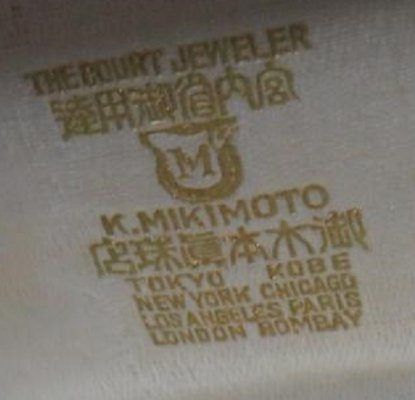 THE COURT JEWELER
宮内省御用達
M
K. MIKIMOTO
御木本眞珠店
TOKYO KOBE
NEW YORK CHICAGO
LOS ANGELES PARIS
LONDON BOMBAY